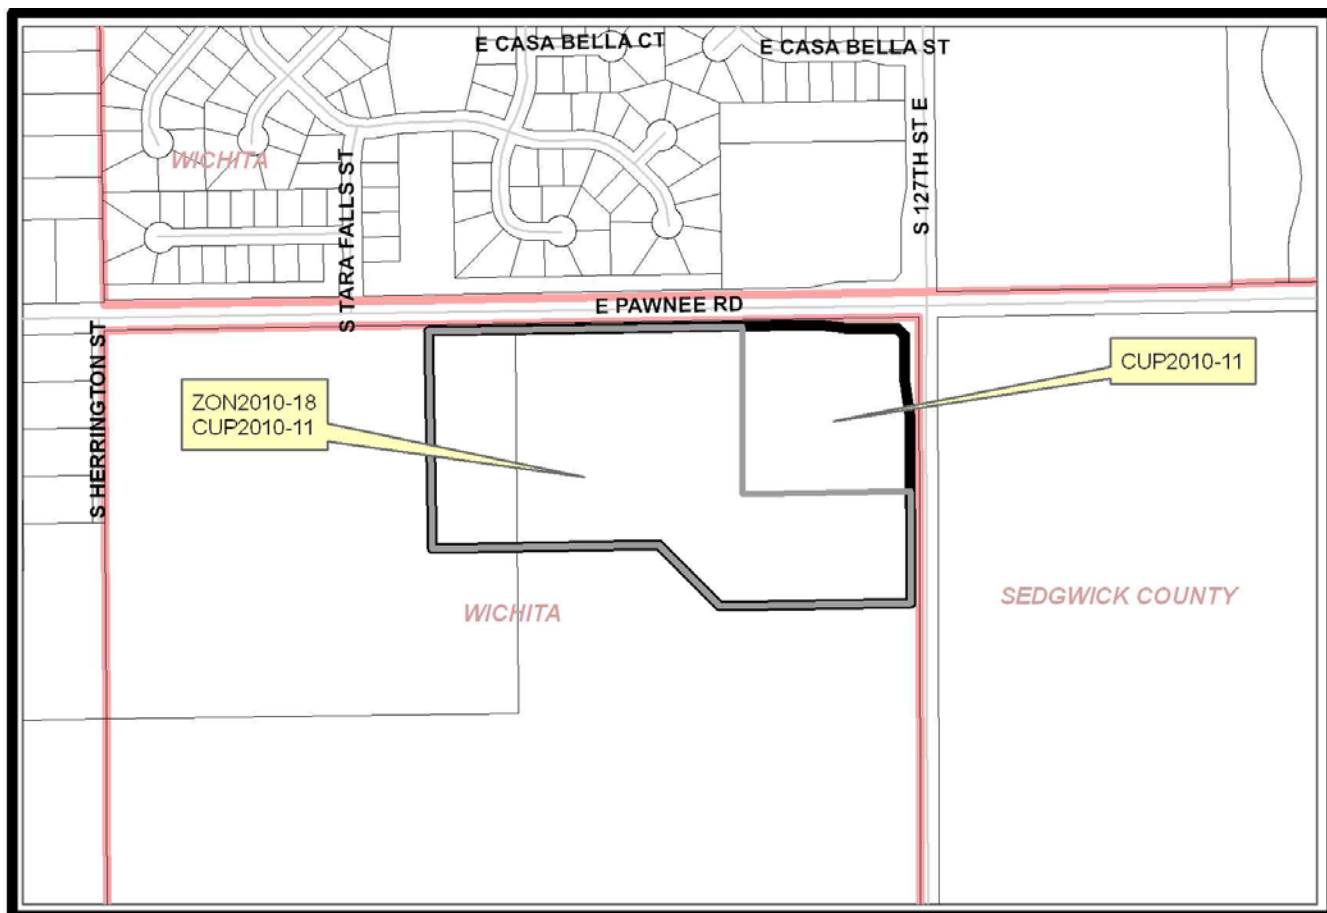 E CASA BELLA CT
E CASA BELLA ST
WICHITA
S TARA FALLS ST
S 127TH ST E
E PAWNEE RD
S HERRINGTON ST
ZON2010-18
CUP2010-11
CUP2010-11
WICHITA
SEDGWICK COUNTY